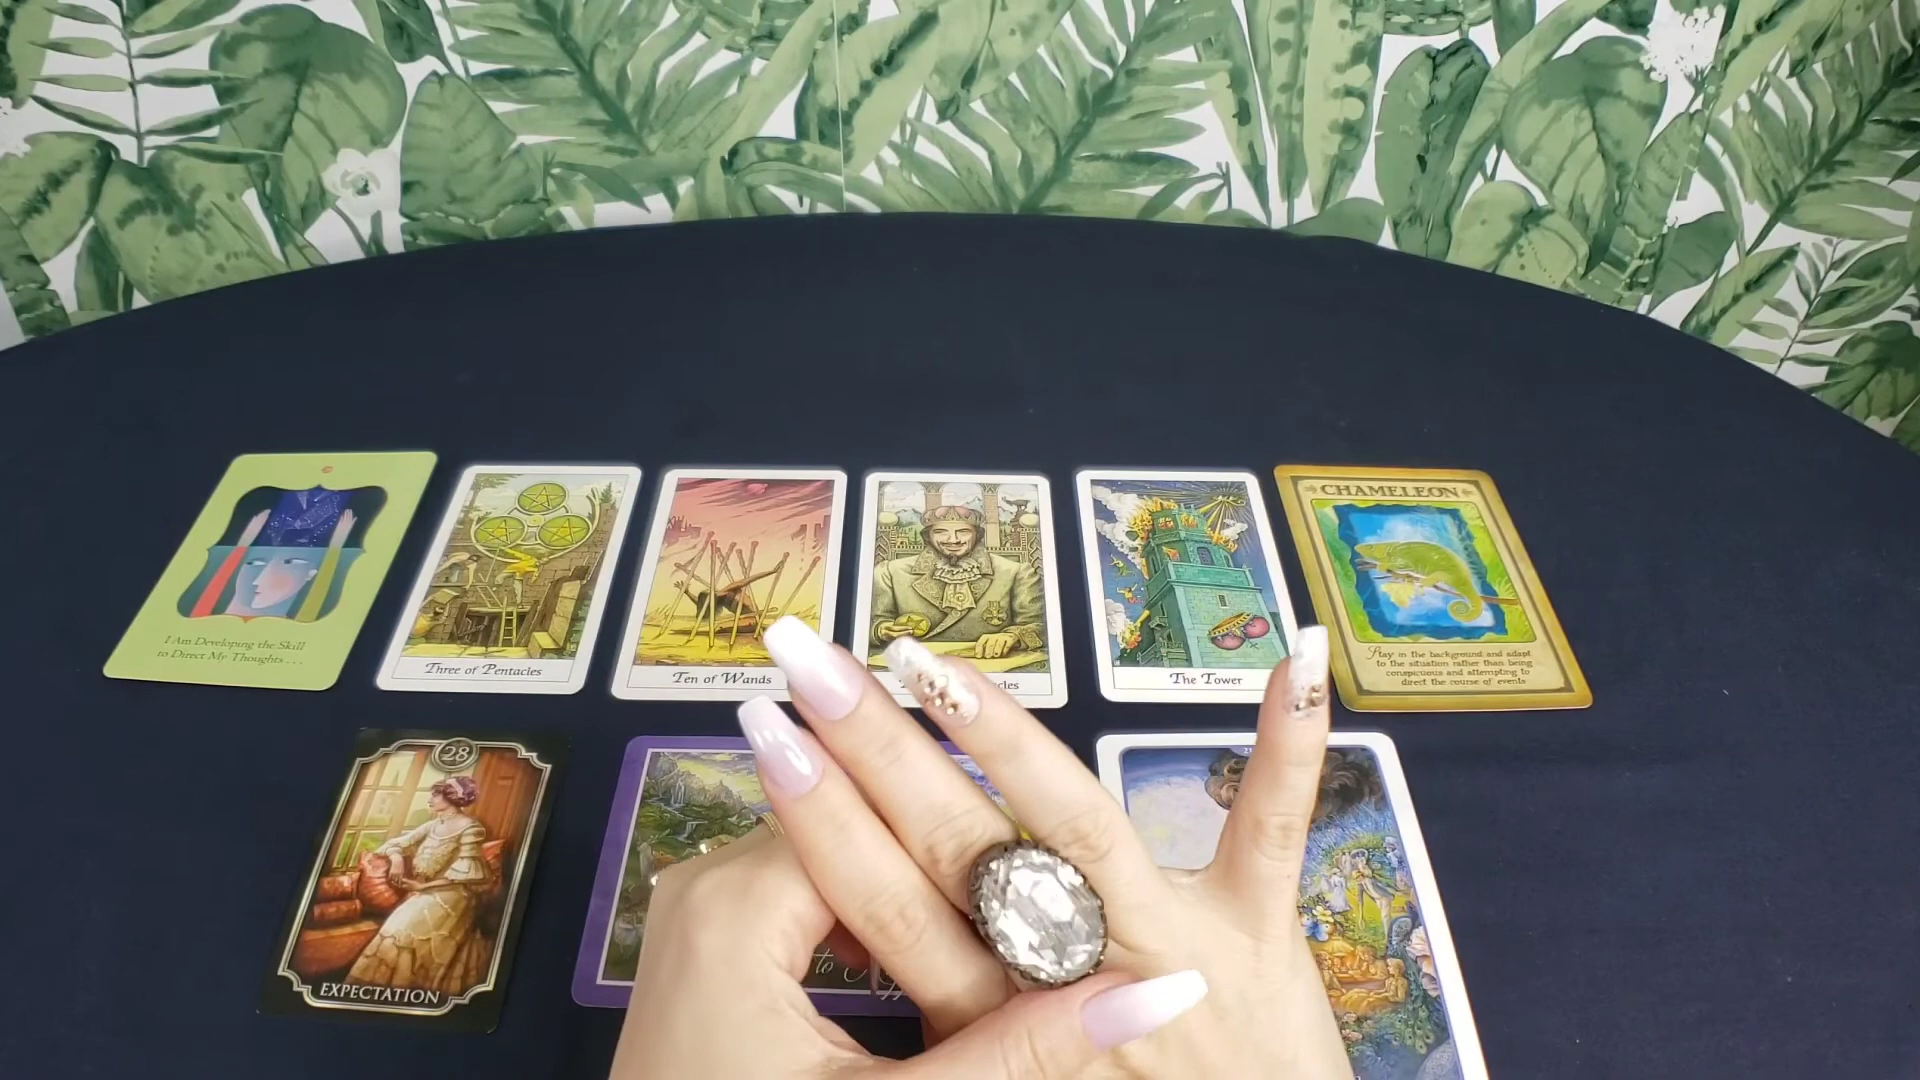 I Am Developing the Skill
to Direct My Thoughts . . .
Three of Pentacles
Ten of Wands
The Tower
CHAMELEON
Stay in the background and adapt
to the situation rather than being
conspicuous and attempting to
direct the course of events
28
EXPECTATION
to